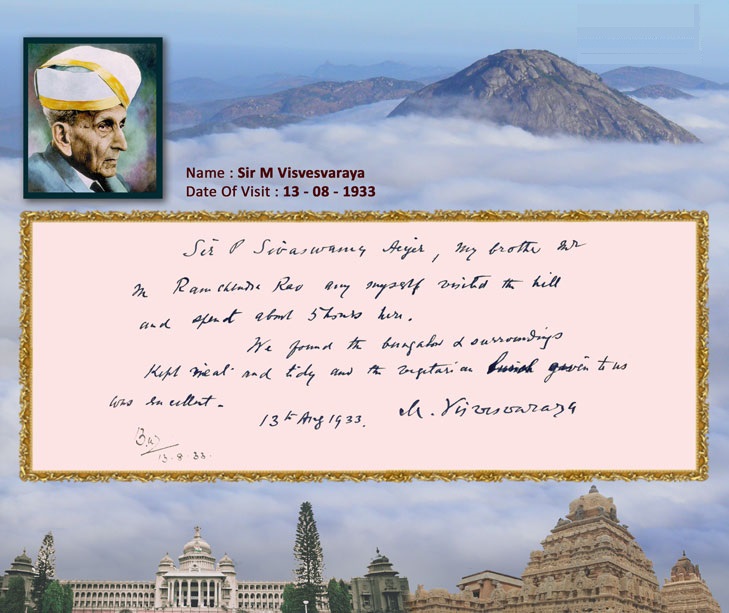 Name : Sir M Visvesvaraya
Date Of Visit : 13 - 08 - 1933
Sir P Sivaswamy Aiyer, my brother Mr
M Ramchandra Rao any myself visited the hill
and spent about 5 hours here.
We found the bungalow & surroundings
Kept neat and tidy and the vegetarian lunch given to us
was excellent.
13th Aug 1933. M. Visvesvaraya
13.8.33.